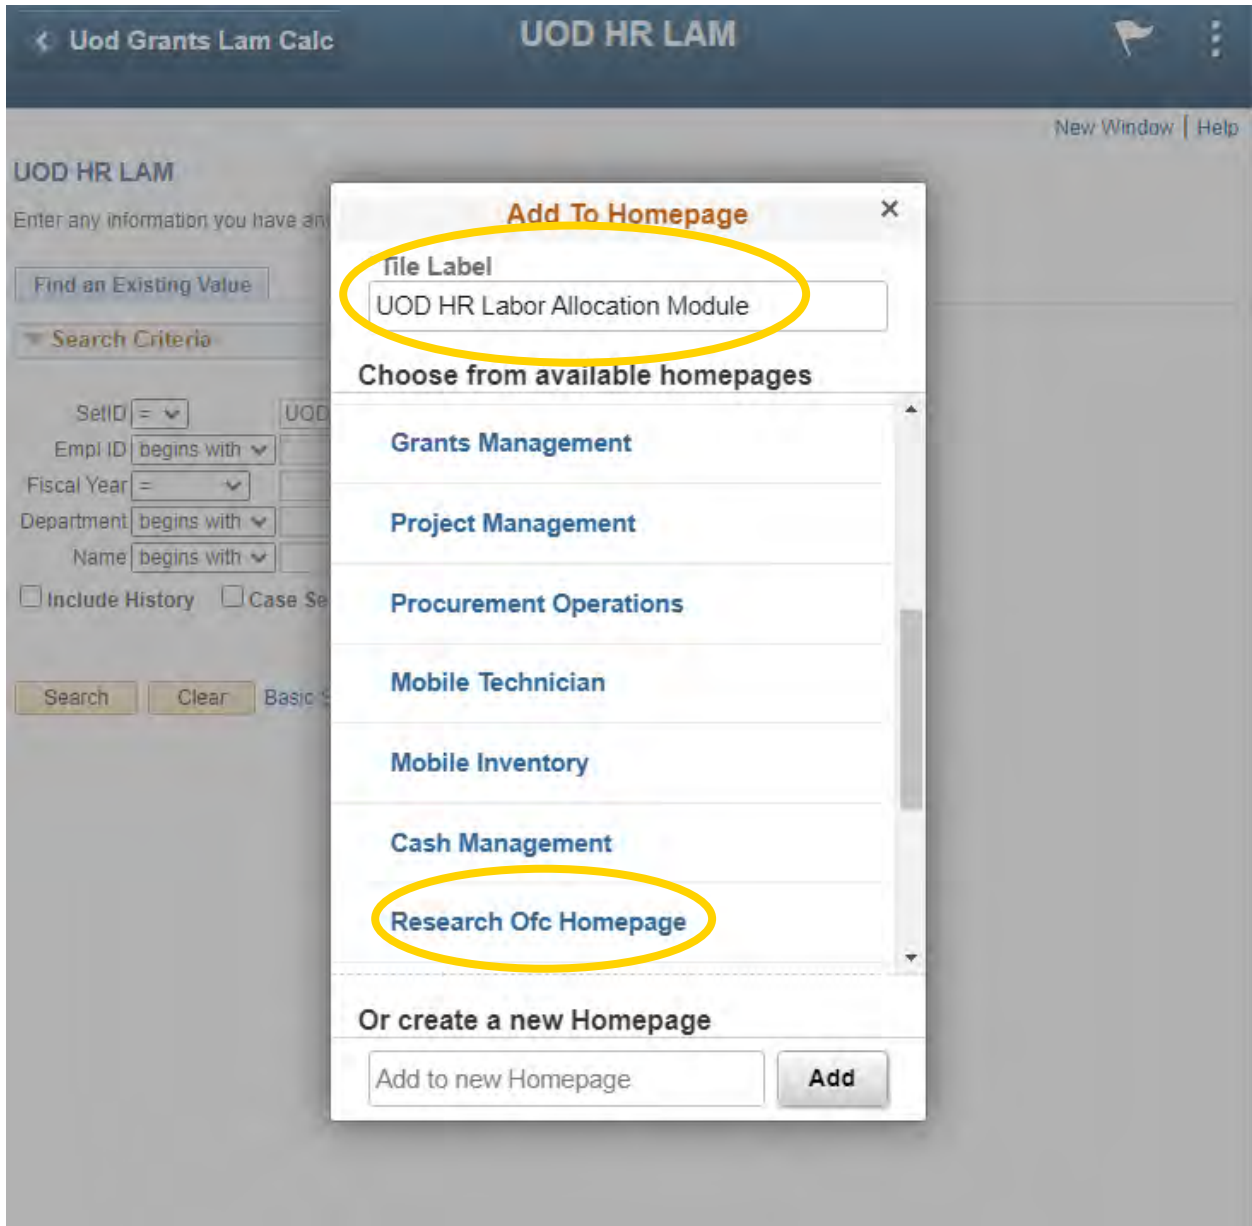 Uod Grants Lam Calc
UOD HR LAM
New Window | Help
UOD HR LAM
Enter any information you have an
Find an Existing Value
Search Criteria
SetID = UOD
Empl ID begins with
Fiscal Year =
Department begins with
Name begins with
Include History Case Se
Search Clear Basic S
Add To Homepage ×
Tile Label
UOD HR Labor Allocation Module
Choose from available homepages
Grants Management
Project Management
Procurement Operations
Mobile Technician
Mobile Inventory
Cash Management
Research Ofc Homepage
Or create a new Homepage
Add to new Homepage Add